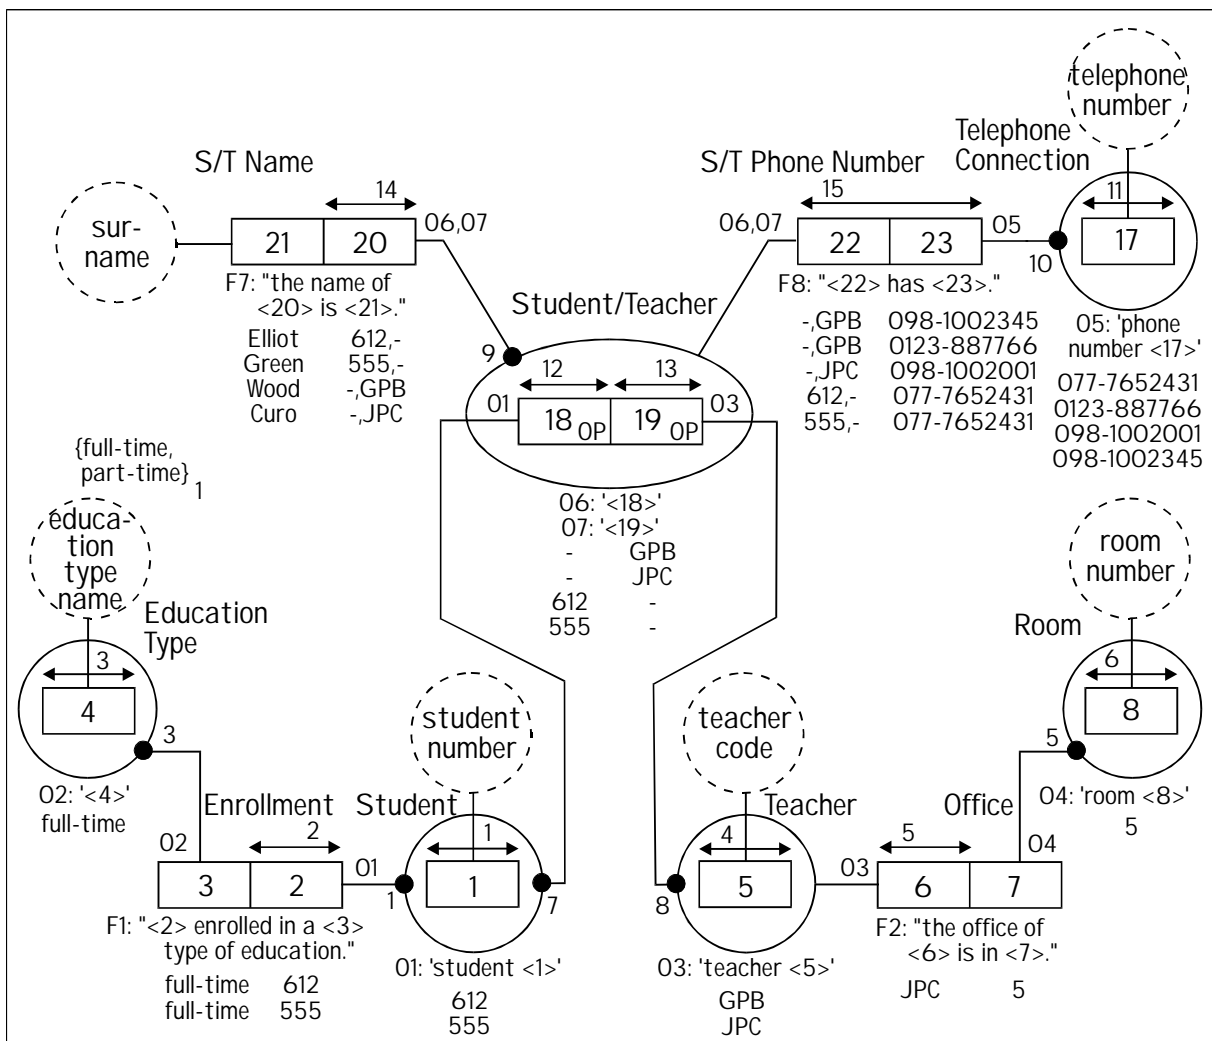 telephone
number
Telephone
Connection
S/T Name
S/T Phone Number
sur-
name
14
21 20
06,07
15
06,07
22 23
05
11
17
10
F7: "the name of
<20> is <21>."
Elliot 612,-
Green 555,-
Wood -,GPB
Curo -,JPC
F8: "<22> has <23>."
-,GPB 098-1002345
-,GPB 0123-887766
-,JPC 098-1002001
612,- 077-7652431
555,- 077-7652431
05: 'phone
number <17>'
077-7652431
0123-887766
098-1002001
098-1002045
Student/Teacher
9
12 13
01
18 OP 19 OP
03
06: '<18>'
07: '<19>'
- GPB
- JPC
612 -
555 -
{full-time,
part-time}
1
educa-
tion
type
name
Education
Type
3
4
3
02: '<4>'
full-time
room
number
Room
6
8
5
04: 'room <8>'
5
student
number
teacher
code
Enrollment
Student
2
02
3 2
01
1
1
1
7
F1: "<2> enrolled in a <3>
type of education."
full-time 612
full-time 555
01: 'student <1>'
612
555
Teacher
Office
4
5
8
03
5
04
6 7
03: 'teacher <5>'
GPB
JPC
F2: "the office of
<6> is in <7>."
JPC 5